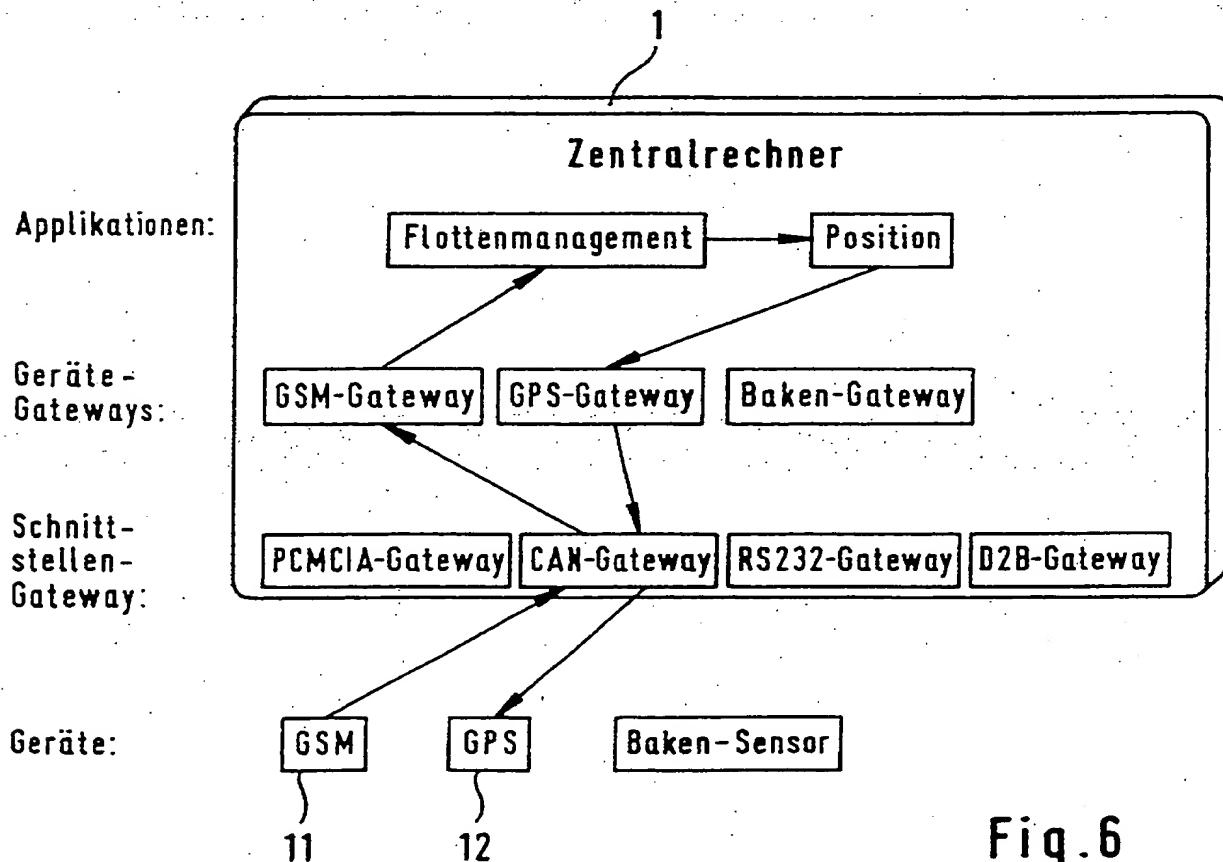 1
Zentralrechner
Applikationen:
Flottenmanagement
Position
Geräte-
Gateways:
GSM-Gateway
GPS-Gateway
Baken-Gateway
Schnitt-
stellen-
Gateway:
PCMCIA-Gateway
CAN-Gateway
RS232-Gateway
D2B-Gateway
Geräte:
GSM
GPS
Baken-Sensor
11
12
Fig.6